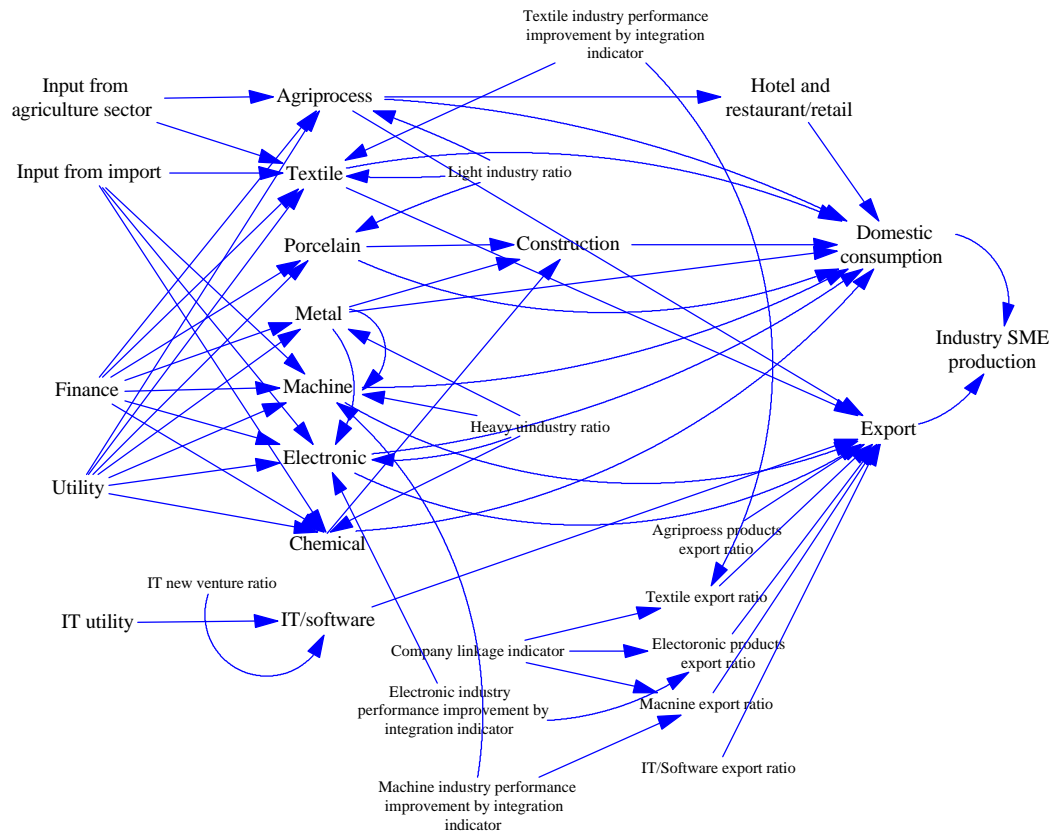 Textile industry performance
improvement by integration
indicator
Input from
agriculture sector
Agriprocess
Hotel and
restaurant/retail
Input from import
Textile
Light industry ratio
Porcelain
Construction
Domestic
consumption
Metal
Industry SME
production
Finance
Machine
Heavy uindustry ratio
Export
Electronic
Utility
Chemical
Agriproess products
export ratio
IT new venture ratio
Textile export ratio
IT utility
IT/software
Company linkage indicator
Electoronic products
export ratio
Electronic industry
performance improvement by
integration indicator
Macnine export ratio
IT/Software export ratio
Machine industry performance
improvement by integration
indicator